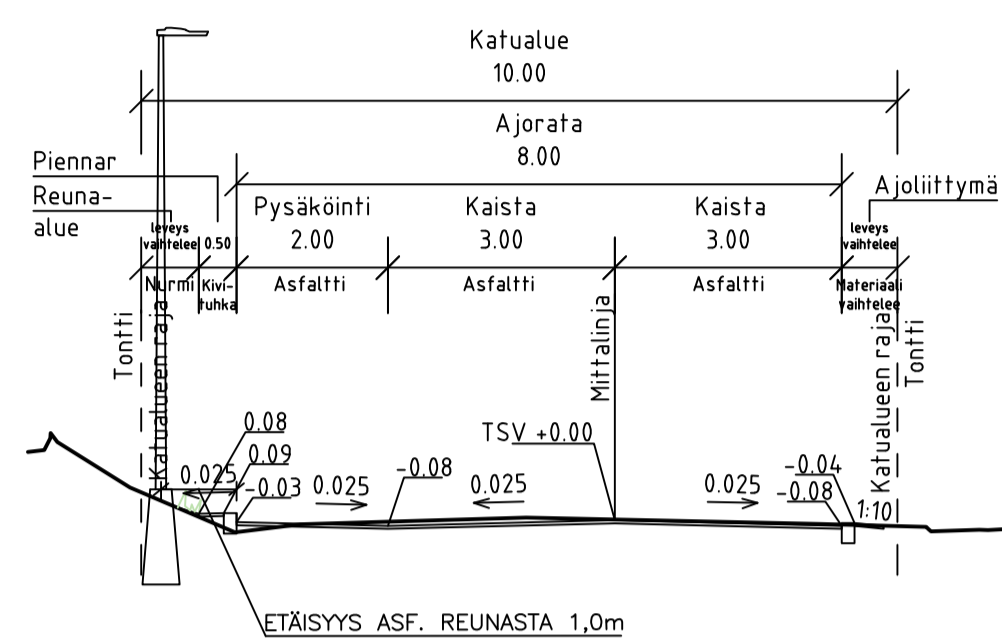 Katualue
10.00
Ajorata
8.00
Piennar
Reuna-
alue
Ajoliittymä
leveys
vaihtelee
0.50
Pysäköinti
2.00
Kaista
3.00
Kaista
3.00
leveys
vaihtelee
Nurmi
Kivi-
tuhka
Asfaltti
Asfaltti
Asfaltti
Materiaali
vaihtelee
Tontti
Katualueen raja
Mittalinja
Katualueen raja
Tontti
0.08
0.09
0.025
-0.03
0.025
-0.08
0.025
TSV +0.00
0.025
-0.04
-0.08
1:10
ETÄISYYS ASF. REUNASTA 1,0m